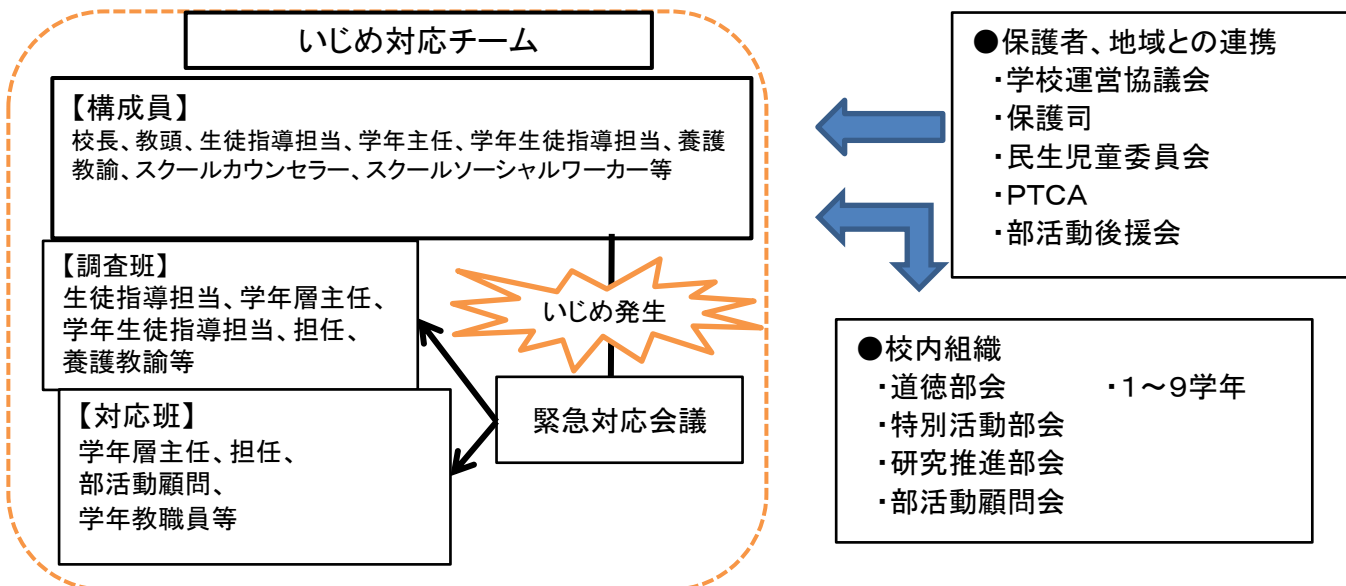 いじめ対応チーム
【構成員】
校長、教頭、生徒指導担当、学年主任、学年生徒指導担当、養護
教諭、スクールカウンセラー、スクールソーシャルワーカー等
【調査班】
生徒指導担当、学年層主任、
学年生徒指導担当、担任、
養護教諭等
いじめ発生
【対応班】
学年層主任、担任、
部活動顧問、
学年教職員等
緊急対応会議
●保護者、地域との連携
・学校運営協議会
・保護司
・民生児童委員会
・PTCA
・部活動後援会
●校内組織
・道徳部会　　　・1～9学年
・特別活動部会
・研究推進部会
・部活動顧問会